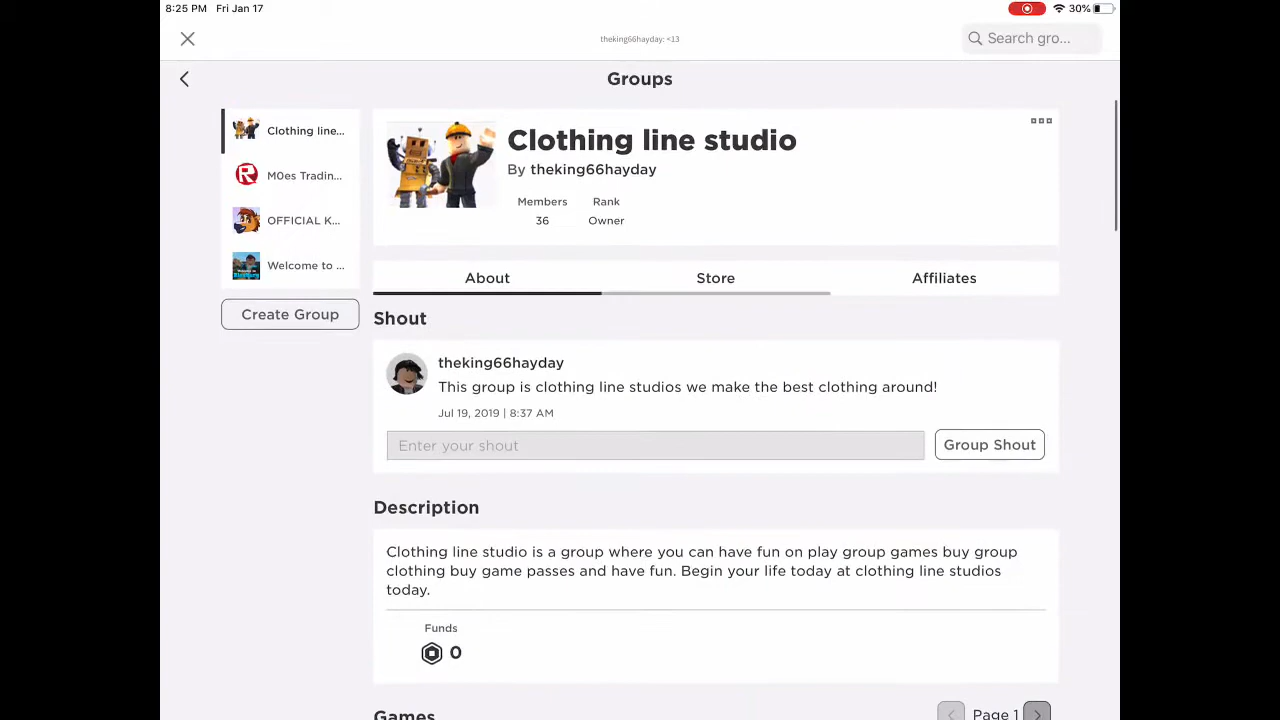 8:25 PM Fri Jan 17
30%
theking66hayday: <13
Search gro...
Groups
Clothing line...
M0es Tradin...
OFFICIAL K...
Welcome to ...
Create Group
Clothing line studio
By theking66hayday
Members Rank
36 Owner
About Store Affiliates
Shout
theking66hayday
This group is clothing line studios we make the best clothing around!
Jul 19, 2019 | 8:37 AM
Enter your shout
Group Shout
Description
Clothing line studio is a group where you can have fun on play group games buy group
clothing buy game passes and have fun. Begin your life today at clothing line studios
today.
Funds
0
Games
Page 1